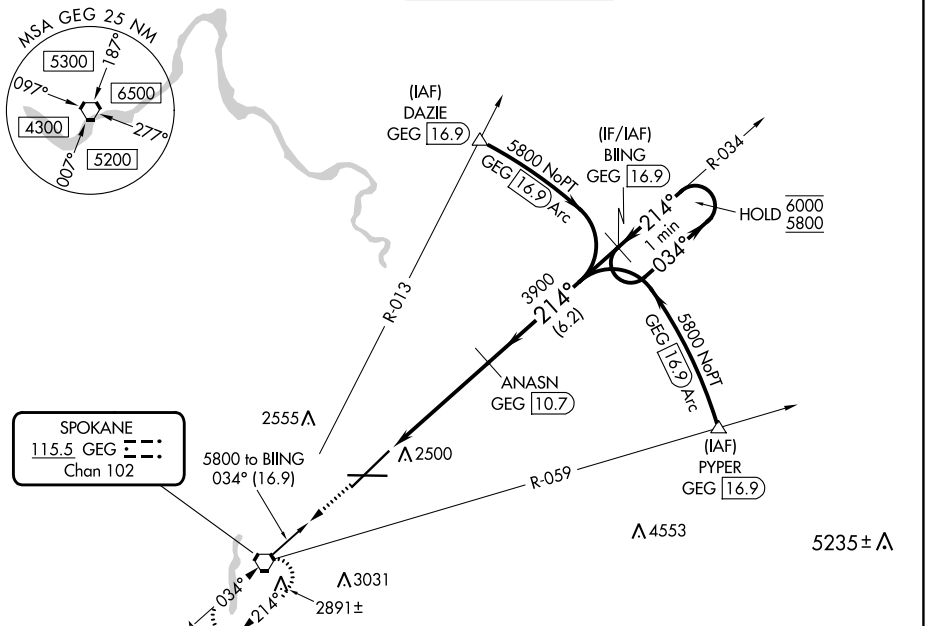 MSA GEG 25 NM
5300
187°
097°
6500
4300
277°
007°
5200
(IAF)
DAZIE
GEG 16.9
5800 NoPT
GEG 16.9 Arc
(IF/IAF)
BIING
GEG 16.9
R-034
214°
1 min
034°
HOLD 6000
5800
R-013
3900
214°
(6.2)
5800 NoPT
GEG 16.9 Arc
ANASN
GEG 10.7
(IAF)
PYPER
GEG 16.9
R-059
2555
2500
SPOKANE
115.5 GEG
Chan 102
5800 to BIING
034° (16.9)
4553
5235±
034°
214°
3031
2891±